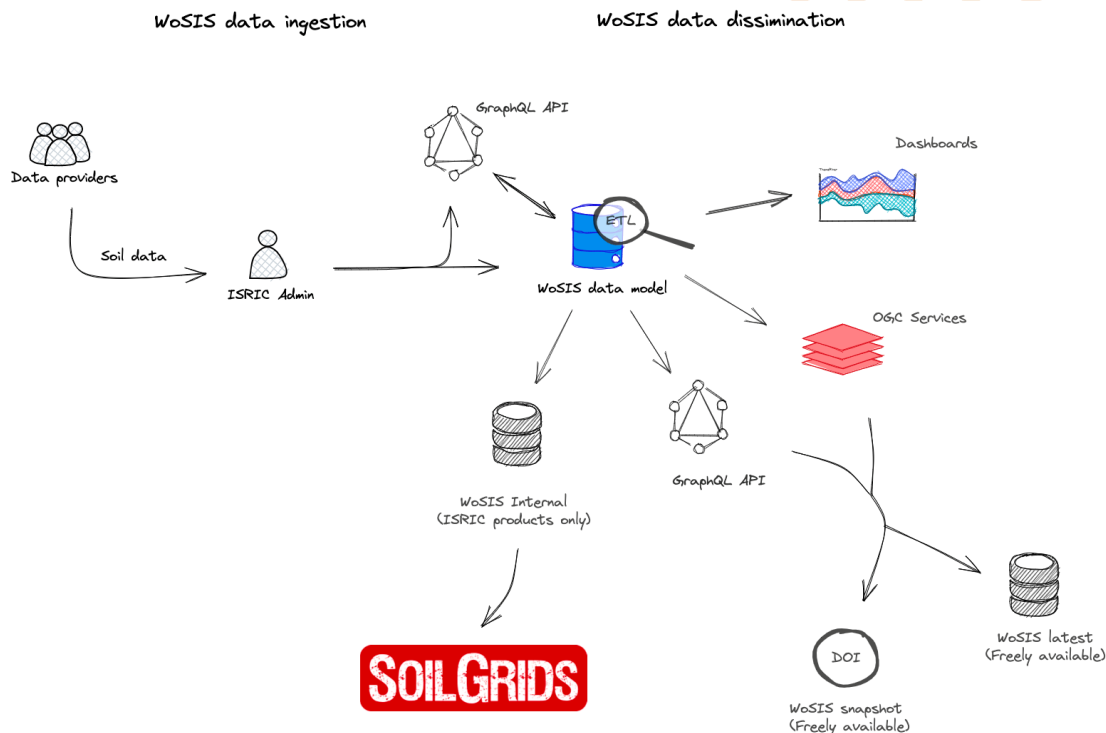 WoSIS data ingestion
WoSIS data dissimination
GraphQL API
Data providers
Soil data
ISRIC Admin
ETL
WoSIS data model
Dashboards
OGC Services
GraphQL API
WoSIS Internal
(ISRIC products only)
SOILGRIDS
DOI
WoSIS snapshot
(Freely available)
WoSIS latest
(Freely available)